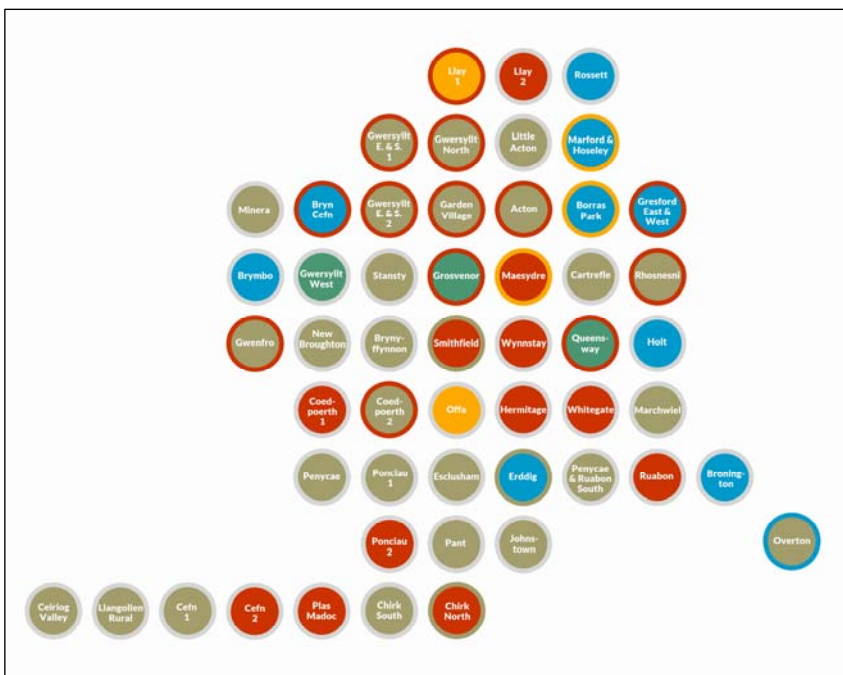 Llay
1
Llay
2
Rossett
Gwersyllt
E. & S.
1
Gwersyllt
North
Little
Acton
Marford &
Hoseley
Minera
Bryn
Cefn
Gwersyllt
E. & S.
2
Garden
Village
Acton
Borras
Park
Gresford
East &
West
Brymbo
Gwersyllt
West
Stansty
Grosvenor
Maesydre
Cartrefle
Rhosnesni
Gwenfro
New
Broughton
Bryny-
ffynnon
Smithfield
Wynnstay
Queens-
way
Holt
Coed-
poerth
1
Coed-
poerth
2
Offa
Hermitage
Whitegate
Marchwiel
Penycae
Ponciau
1
Esclusham
Erddig
Penycae
& Ruabon
South
Ruabon
Broning-
ton
Ponciau
2
Pant
Johns-
town
Overton
Ceiriog
Valley
Llangollen
Rural
Cefn
1
Cefn
2
Plas
Madoc
Chirk
South
Chirk
North